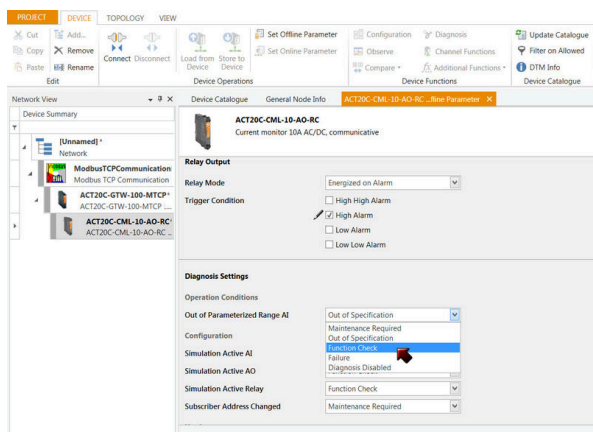 PROJECT DEVICE TOPOLOGY VIEW
Cut Add... Set Offline Parameter Configuration Diagnosis Update Catalogue
Copy Remove Connect Disconnect Load from Device Store to Device Set Online Parameter Observe Channel Functions Filter on Allowed
Paste Rename Compare Additional Functions DTM Info
Edit Device Operations Device Functions Device Catalogue
Network View Device Catalogue General Node Info ACT20C-CML-10-AO-RC ...ffline Parameter
Device Summary
ACT20C-CML-10-AO-RC
Current monitor 10A AC/DC, communicative
[Unnamed]*
Network
ModbusTCPCommunication
Modbus TCP Communication
ACT20C-GTW-100-MTCP*
ACT20C-GTW-100-MTCP ....
ACT20C-CML-10-AO-RC
ACT20C-CML-10-AO-RC ..
Relay Output
Relay Mode Energized on Alarm
Trigger Condition High High Alarm
High Alarm
Low Alarm
Low Low Alarm
Diagnosis Settings
Operation Conditions
Out of Parameterized Range AI Out of Specification
Maintenance Required
Out of Specification
Function Check
Failure
Diagnosis Disabled
Configuration
Simulation Active AI
Simulation Active AO
Simulation Active Relay Function Check
Subscriber Address Changed Maintenance Required